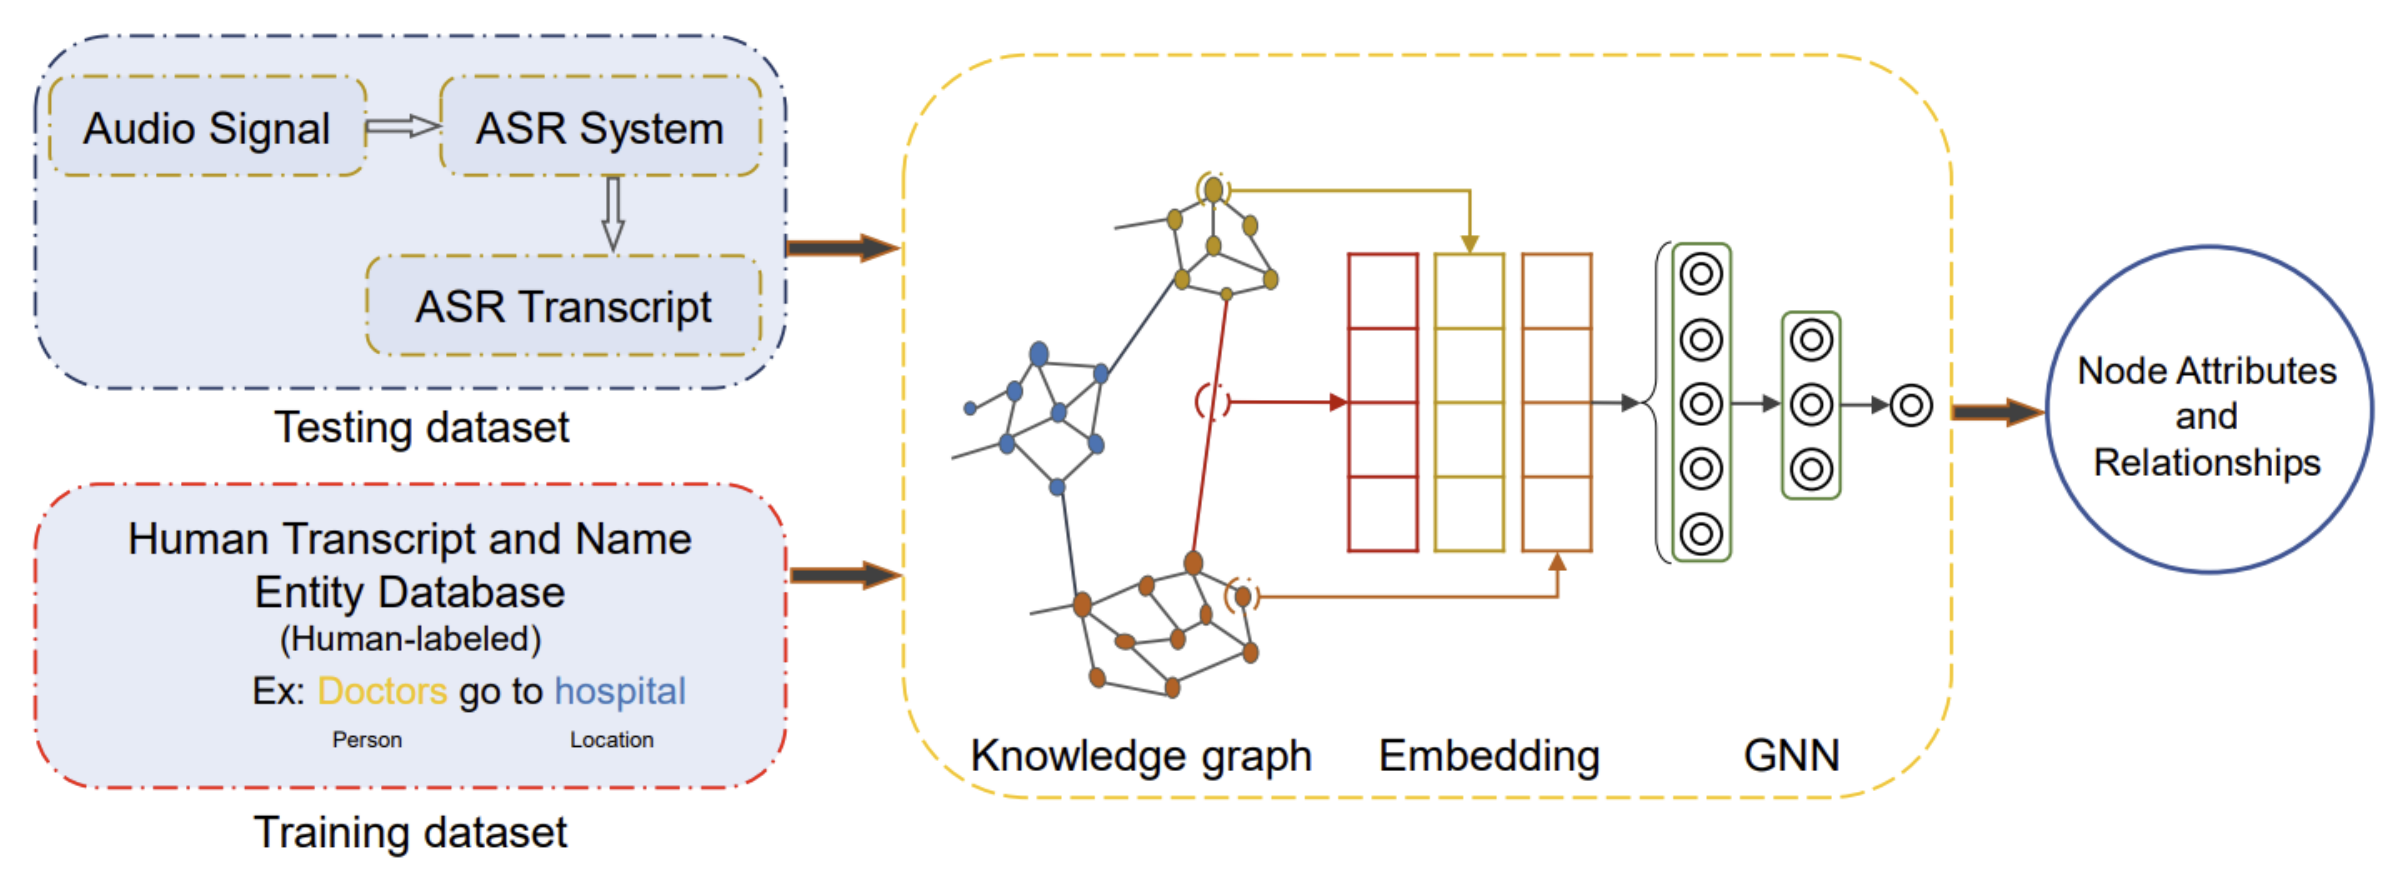 Audio Signal
ASR System
ASR Transcript
Testing dataset
Human Transcript and Name
Entity Database
(Human-labeled)
Ex: Doctors go to hospital
Person
Location
Training dataset
Knowledge graph
Embedding
GNN
Node Attributes
and
Relationships